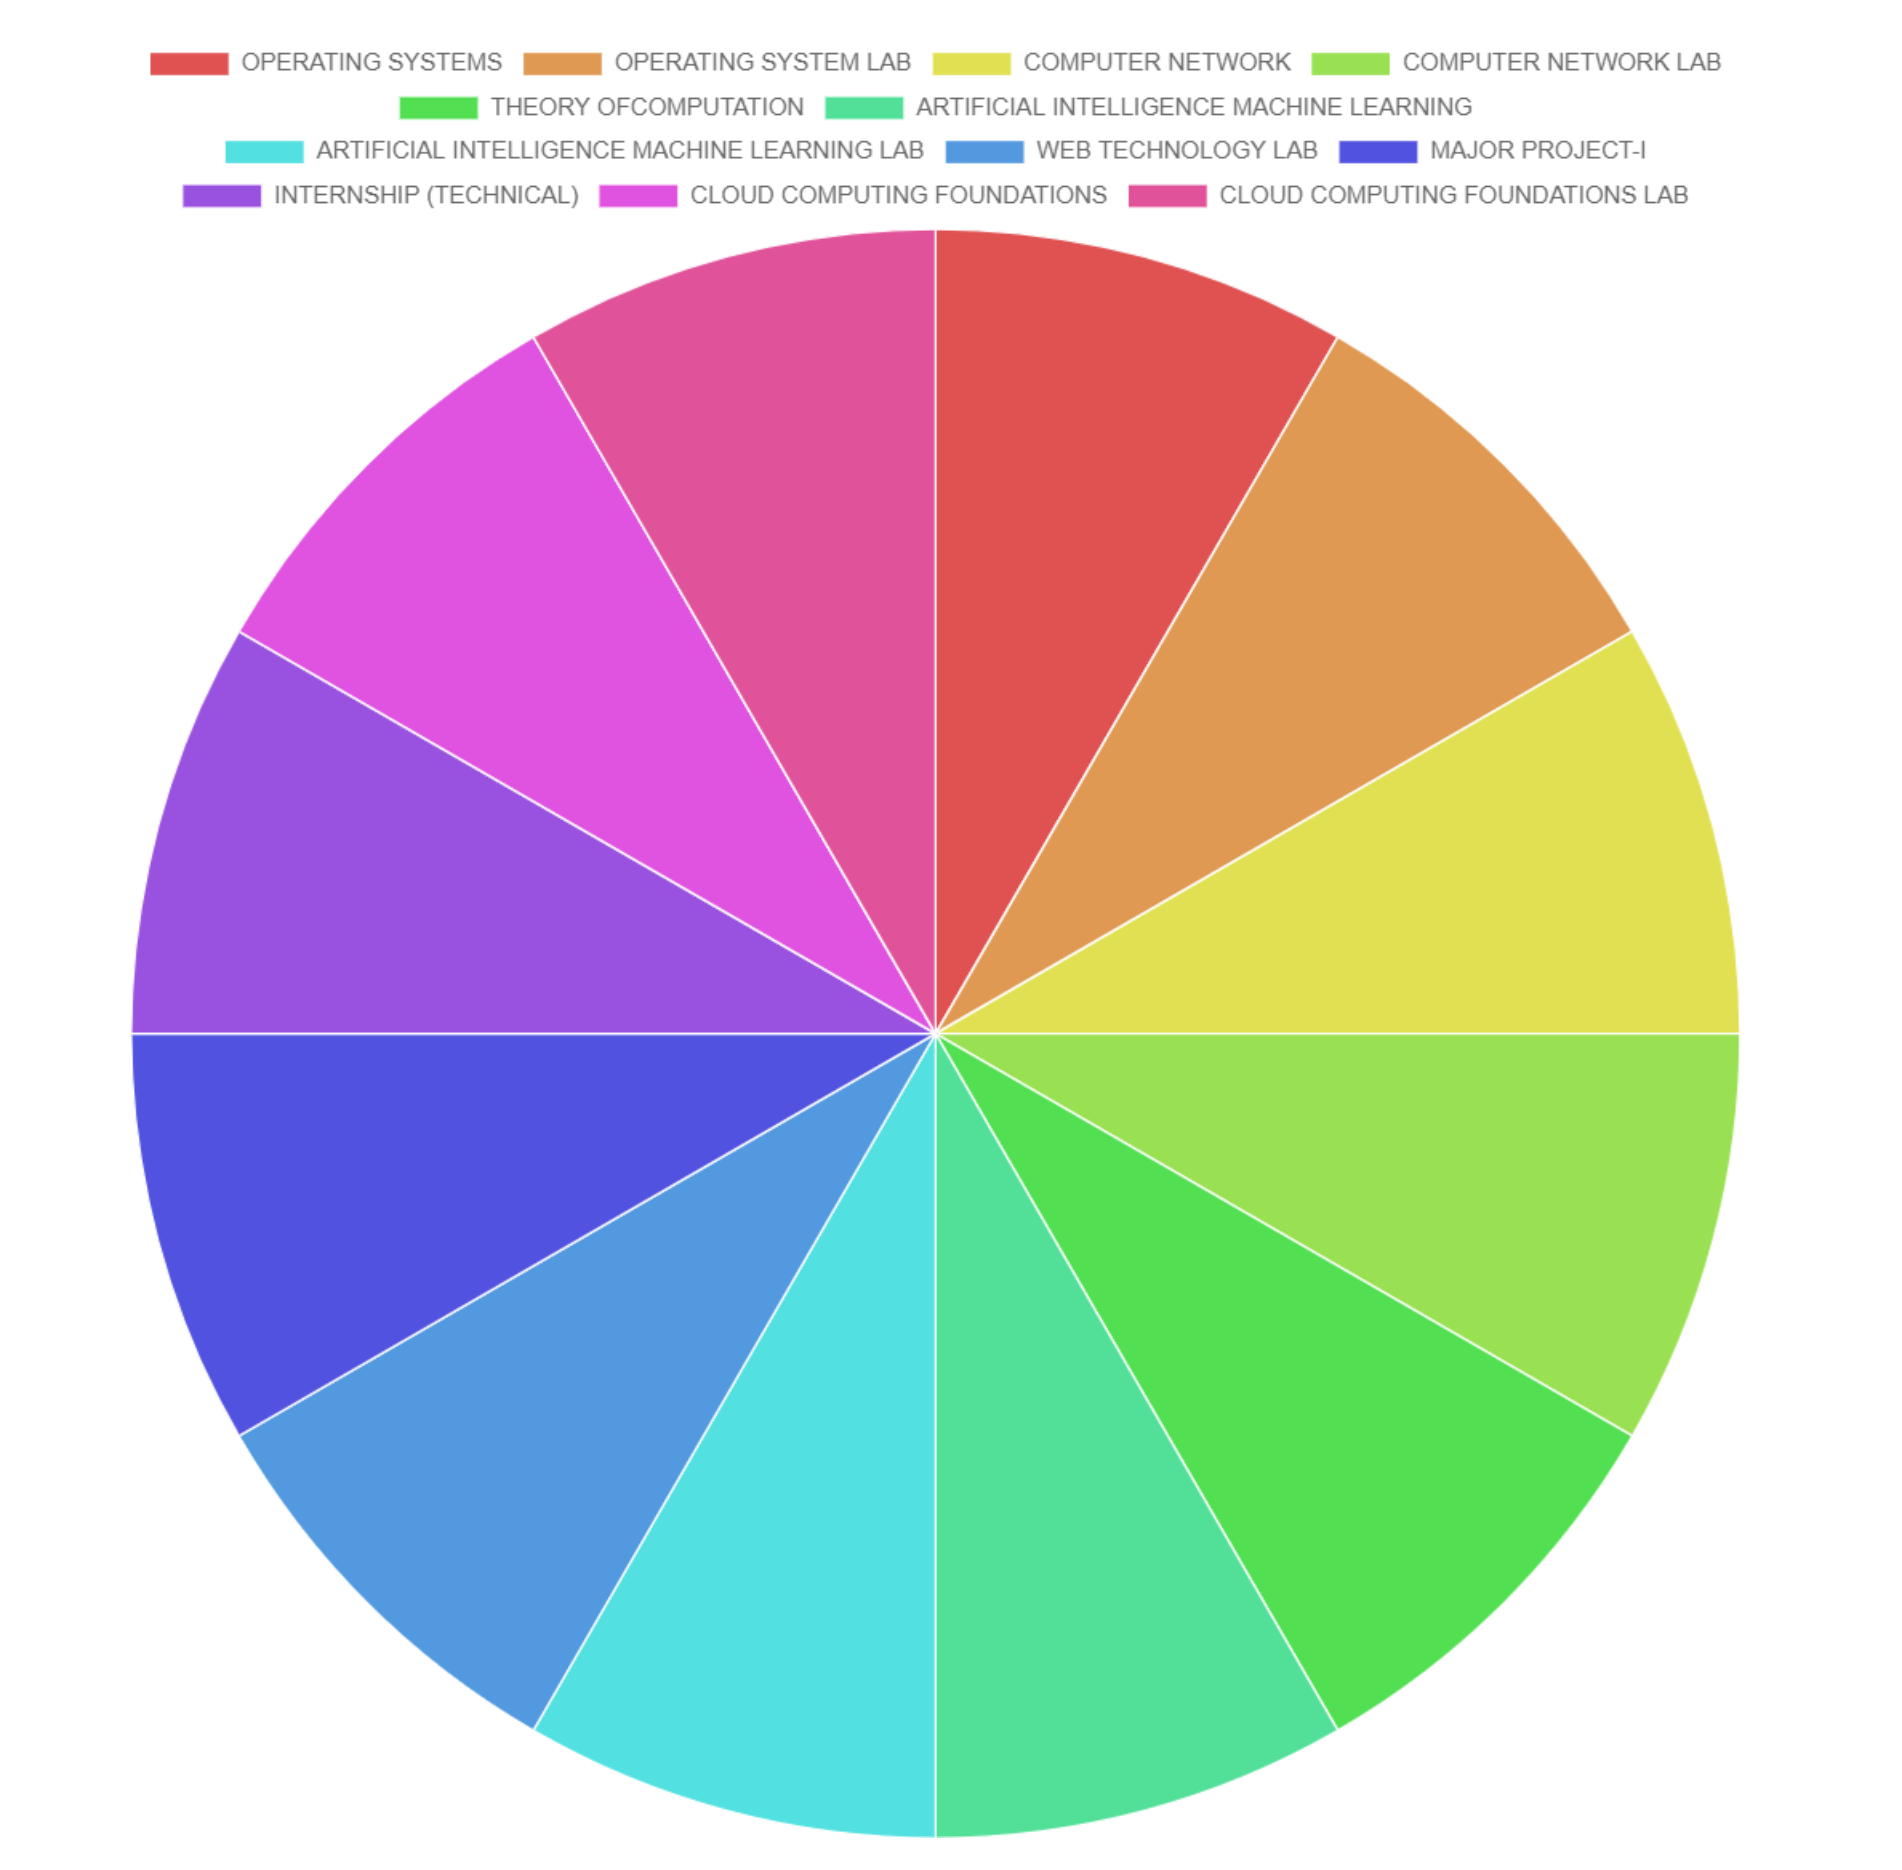 OPERATING SYSTEMS OPERATING SYSTEM LAB COMPUTER NETWORK COMPUTER NETWORK LAB
THEORY OFCOMPUTATION ARTIFICIAL INTELLIGENCE MACHINE LEARNING
ARTIFICIAL INTELLIGENCE MACHINE LEARNING LAB WEB TECHNOLOGY LAB MAJOR PROJECT-I
INTERNSHIP (TECHNICAL) CLOUD COMPUTING FOUNDATIONS CLOUD COMPUTING FOUNDATIONS LAB